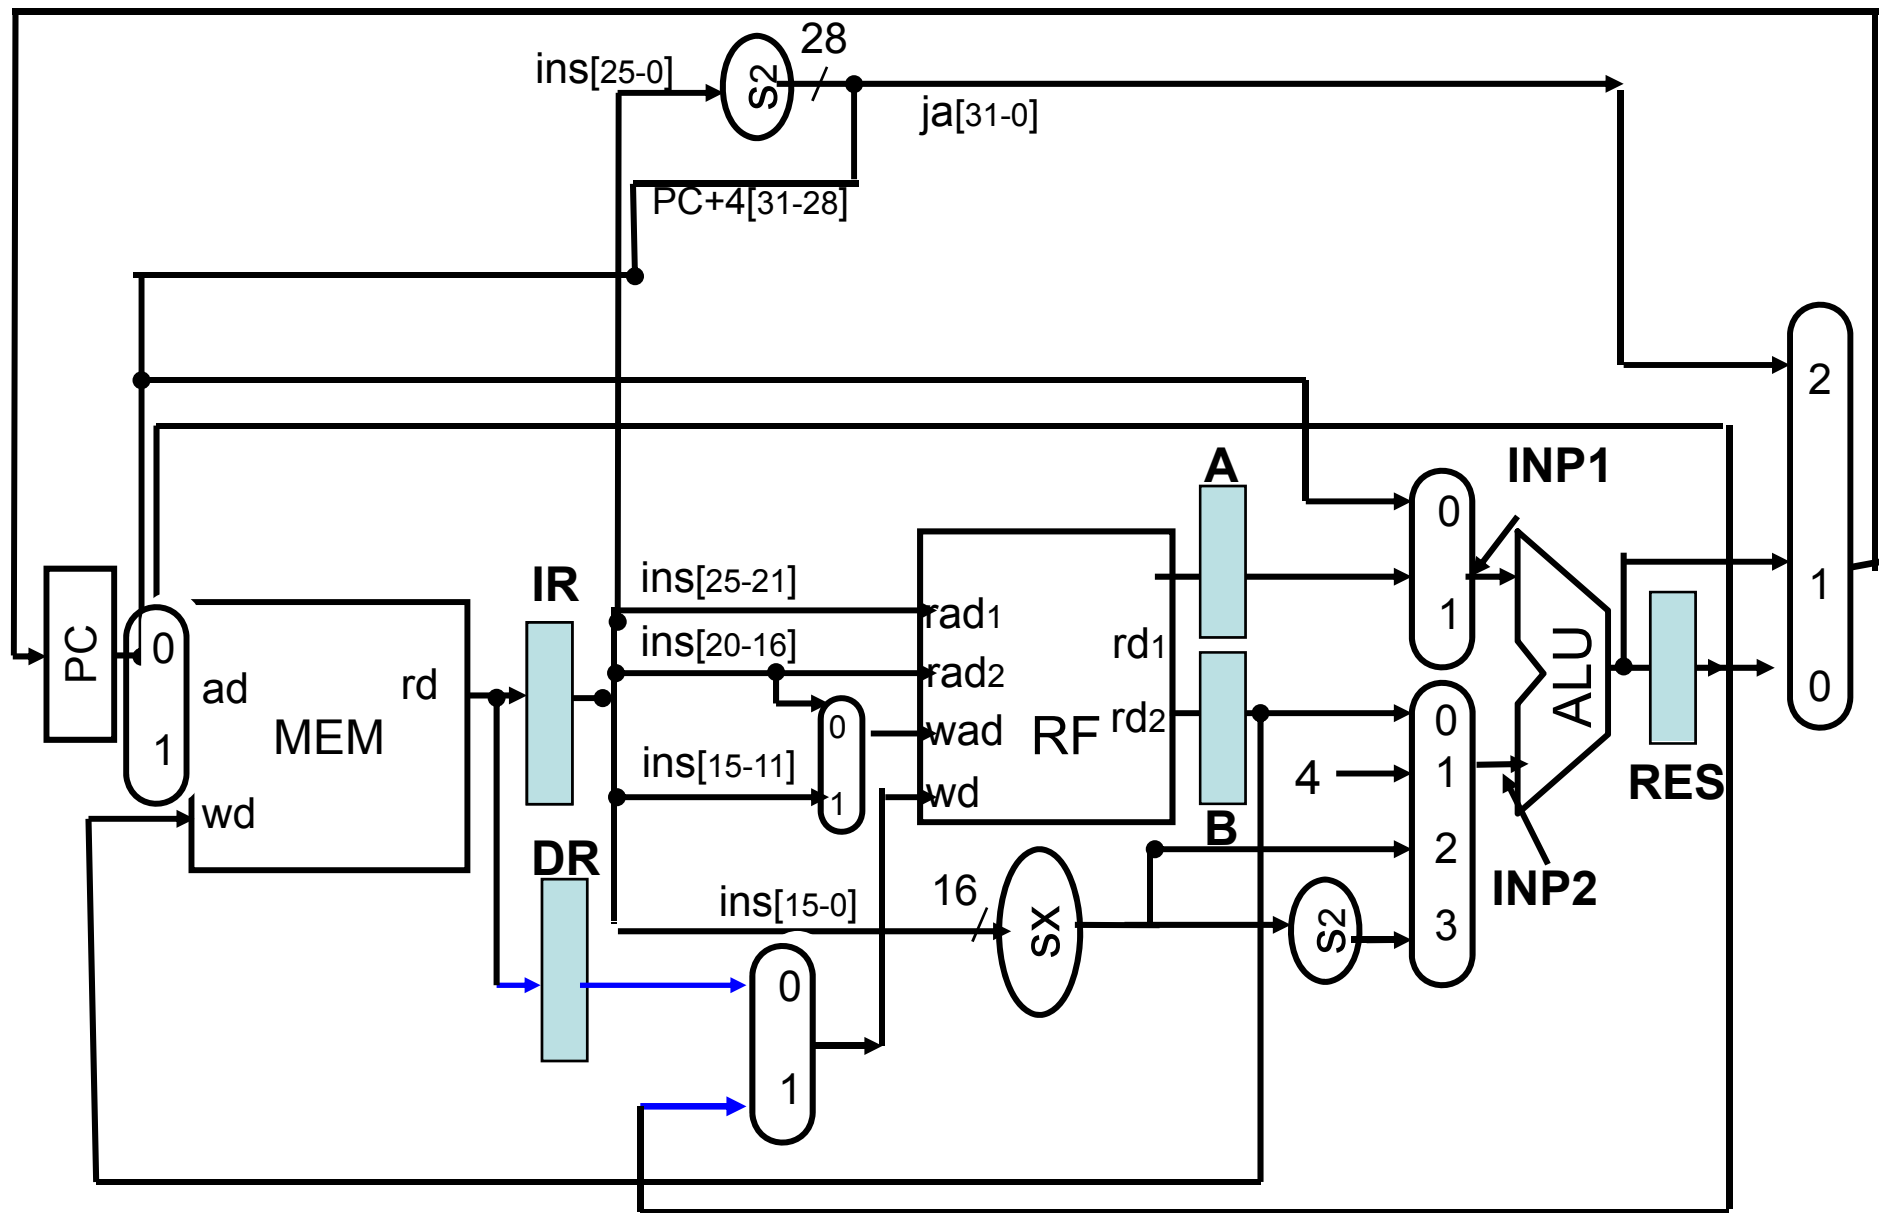 28
ins[25-0]
s2
ja[31-0]
PC+4[31-28]
2
A
INP1
0
IR
ins[25-21]
1
1
PC
0
rad1
ins[20-16]
rd1
ALU
ad
rd
rad2
0
MEM
0
wad
RF
rd2
0
1
ins[15-11]
4
1
RES
1
wd
wd
B
DR
2
INP2
16
ins[15-0]
sx
s2
3
0
1